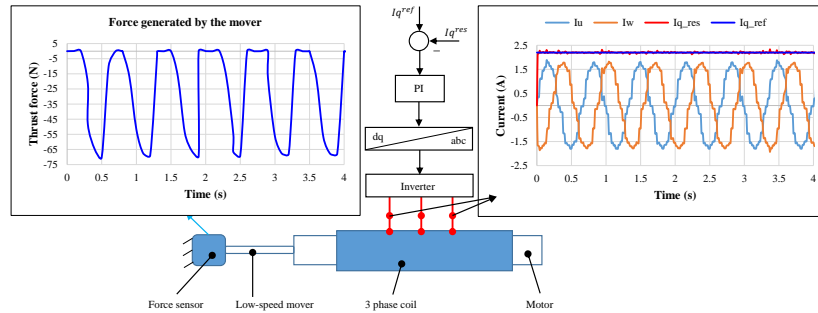 Force generated by the mover
Thrust force (N)
5
-5
-15
-25
-35
-45
-55
-65
-75
0 0.5 1 1.5 2 2.5 3 3.5 4
Time (s)
Iq^ref
Iq^res
−
PI
dq
abc
Inverter
Iu Iw Iq_res Iq_ref
Current (A)
2.5
1.5
0.5
-0.5
-1.5
-2.5
0 0.5 1 1.5 2 2.5 3 3.5 4
Time (s)
Force sensor Low-speed mover 3 phase coil Motor